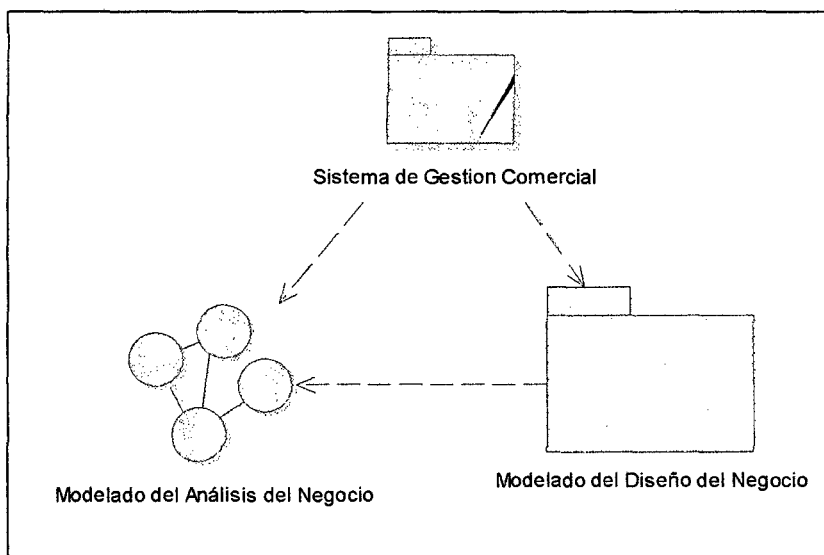 Sistema de Gestion Comercial
Modelado del Análisis del Negocio
Modelado del Diseño del Negocio